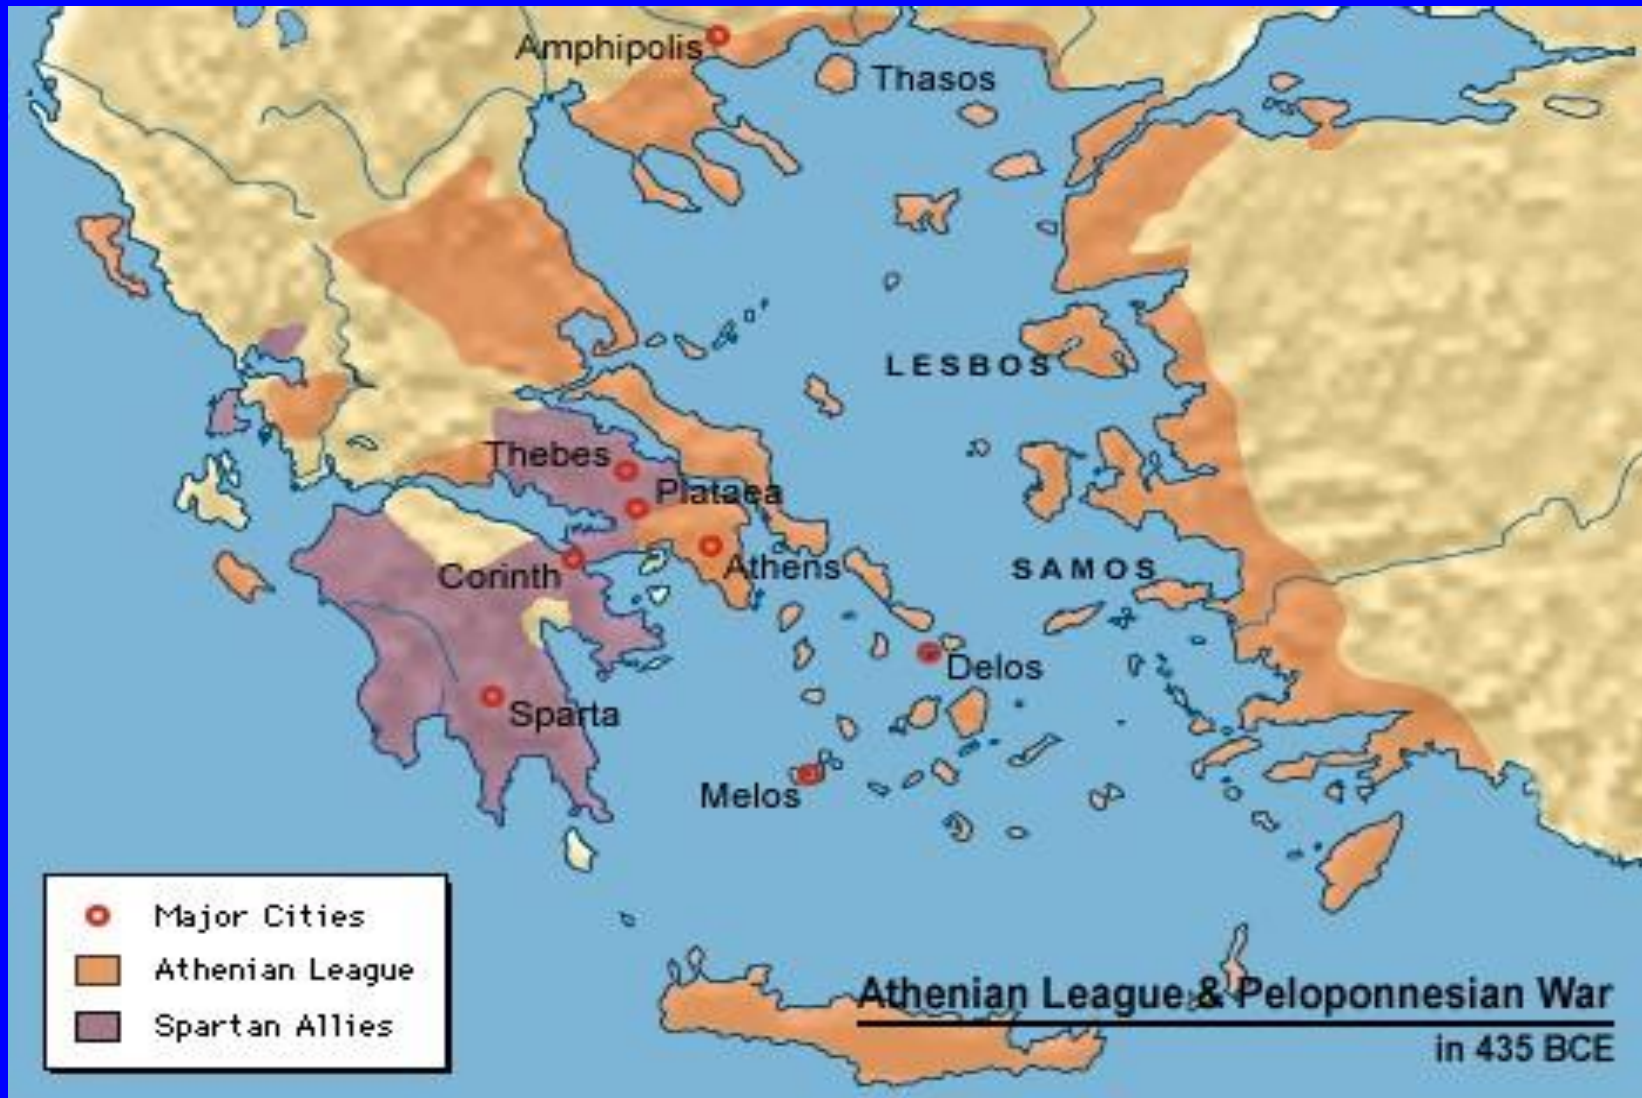 Amphipolis
Thasos
LESBOS
Thebes
Plataea
Corinth
Athens
SAMOS
Delos
Sparta
Melos
Major Cities
Athenian League
Spartan Allies
Athenian League & Peloponnesian War
in 435 BCE